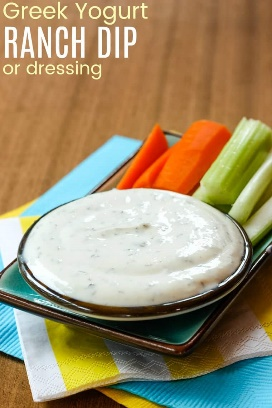 Greek Yogurt
RANCH DIP
or dressing